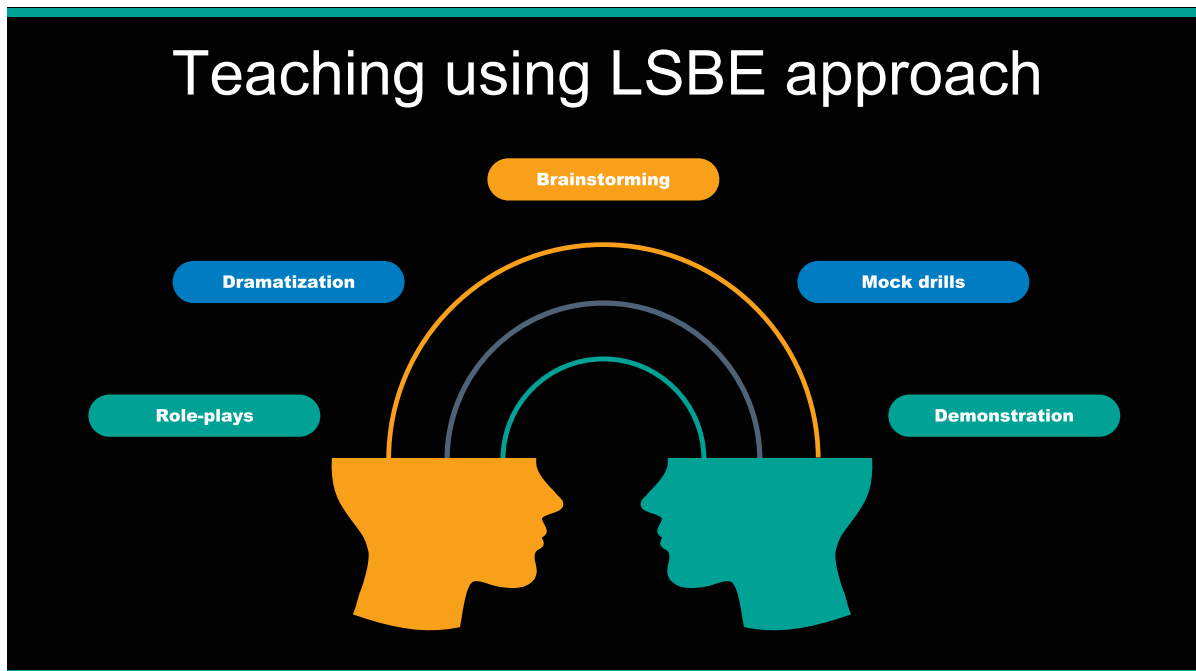 Teaching using LSBE approach
Brainstorming
Dramatization
Mock drills
Role-plays
Demonstration